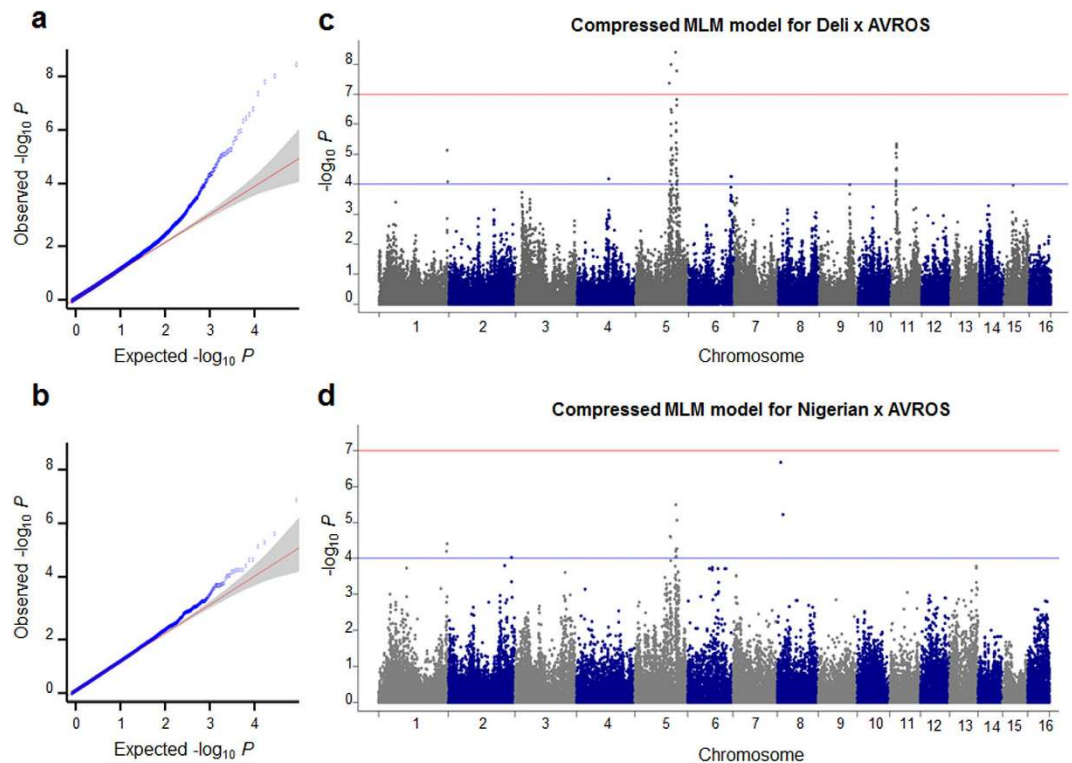 a
8
6
4
2
0
Observed -log10 P
0 1 2 3 4
Expected -log10 P
c
Compressed MLM model for Deli x AVROS
8
7
6
5
4
3
2
1
0
-log10 P
1 2 3 4 5 6 7 8 9 10 11 12 13 14 15 16
Chromosome
b
8
6
4
2
0
Observed -log10 P
0 1 2 3 4
Expected -log10 P
d
Compressed MLM model for Nigerian x AVROS
7
6
5
4
3
2
1
0
-log10 P
1 2 3 4 5 6 7 8 9 10 11 12 13 14 15 16
Chromosome